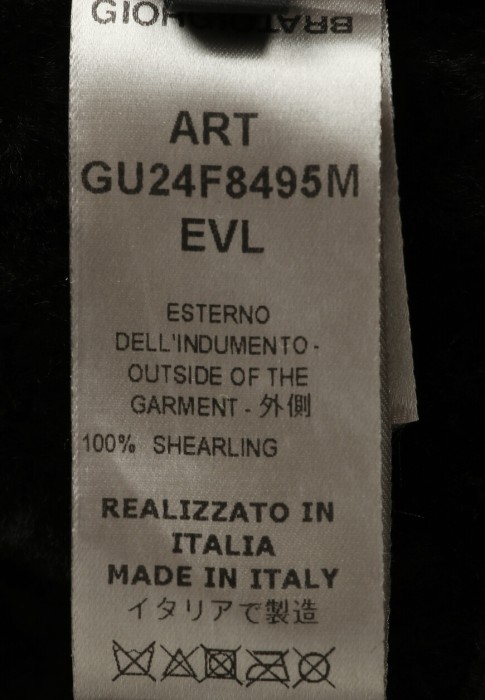 ART
GU24F8495M
EVL
ESTERNO
DELL'INDUMENTO -
OUTSIDE OF THE
GARMENT - 外側
100% SHEARLING
REALIZZATO IN
ITALIA
MADE IN ITALY
イタリアで製造